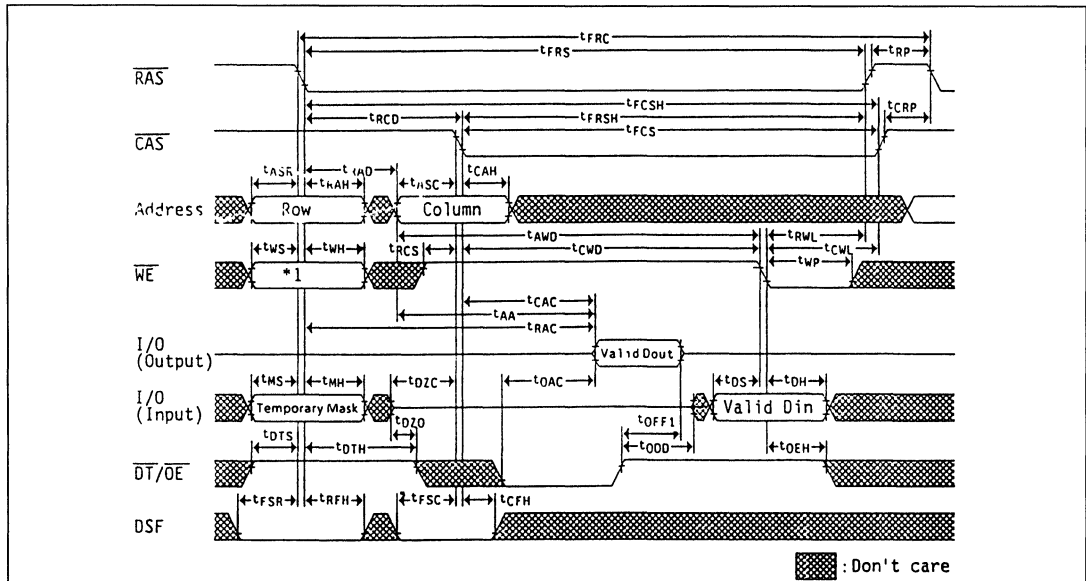 tFRC
tFRS
tRP
RAS
tFCSH
tRCD
tFRSH
tCRP
CAS
tFCS
tASR
tRAD
tRAH
tASC
tCAH
Address
Row
Column
tAWD
tRWL
tWS
tWH
tRCS
tCWD
tCWL
tWP
WE
*1
tCAC
tAA
tRAC
I/O
(Output)
Valid Dout
tMS
tMH
tDZC
tOAC
tDS
tDH
I/O
(Input)
Temporary Mask
Valid Din
tDZO
tOFF1
tDTS
tDTH
tODD
tOEH
DT/OE
tFSR
tRFH
tFSC
tCFH
DSF
: Don't care